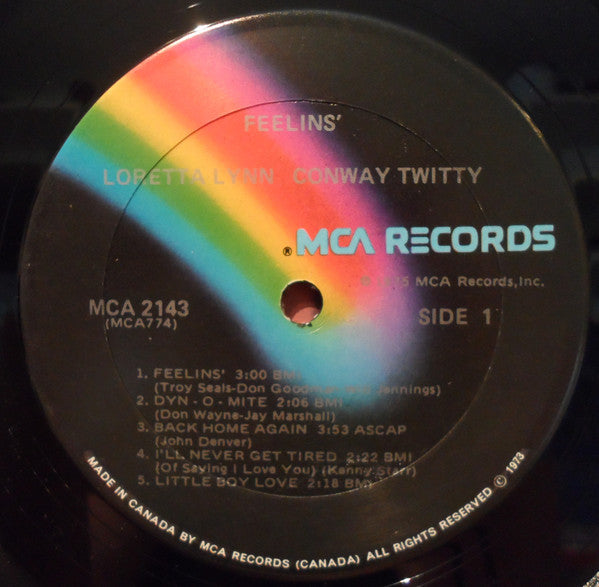 FEELINS'
LORETTA LYNN CONWAY TWITTY
® MCA RECORDS
MCA Records, Inc.
MCA 2143
(MCA774)
SIDE 1
1. FEELINS' 3:00 BMI
(Troy Seals-Don Jennings)
2. DYN - O - MITE 2:06 BMI
(Don Wayne-Jay Marshall)
3. BACK HOME AGAIN 3:53 ASCAP
(John Denver)
4. I'LL NEVER GET TIRED 2:22 BMI
(Of Saying I Love You) (Kenny Starr)
5. LITTLE BOY LOVE 2:18 BMI
MADE IN CANADA BY MCA RECORDS (CANADA) ALL RIGHTS RESERVED © 1973